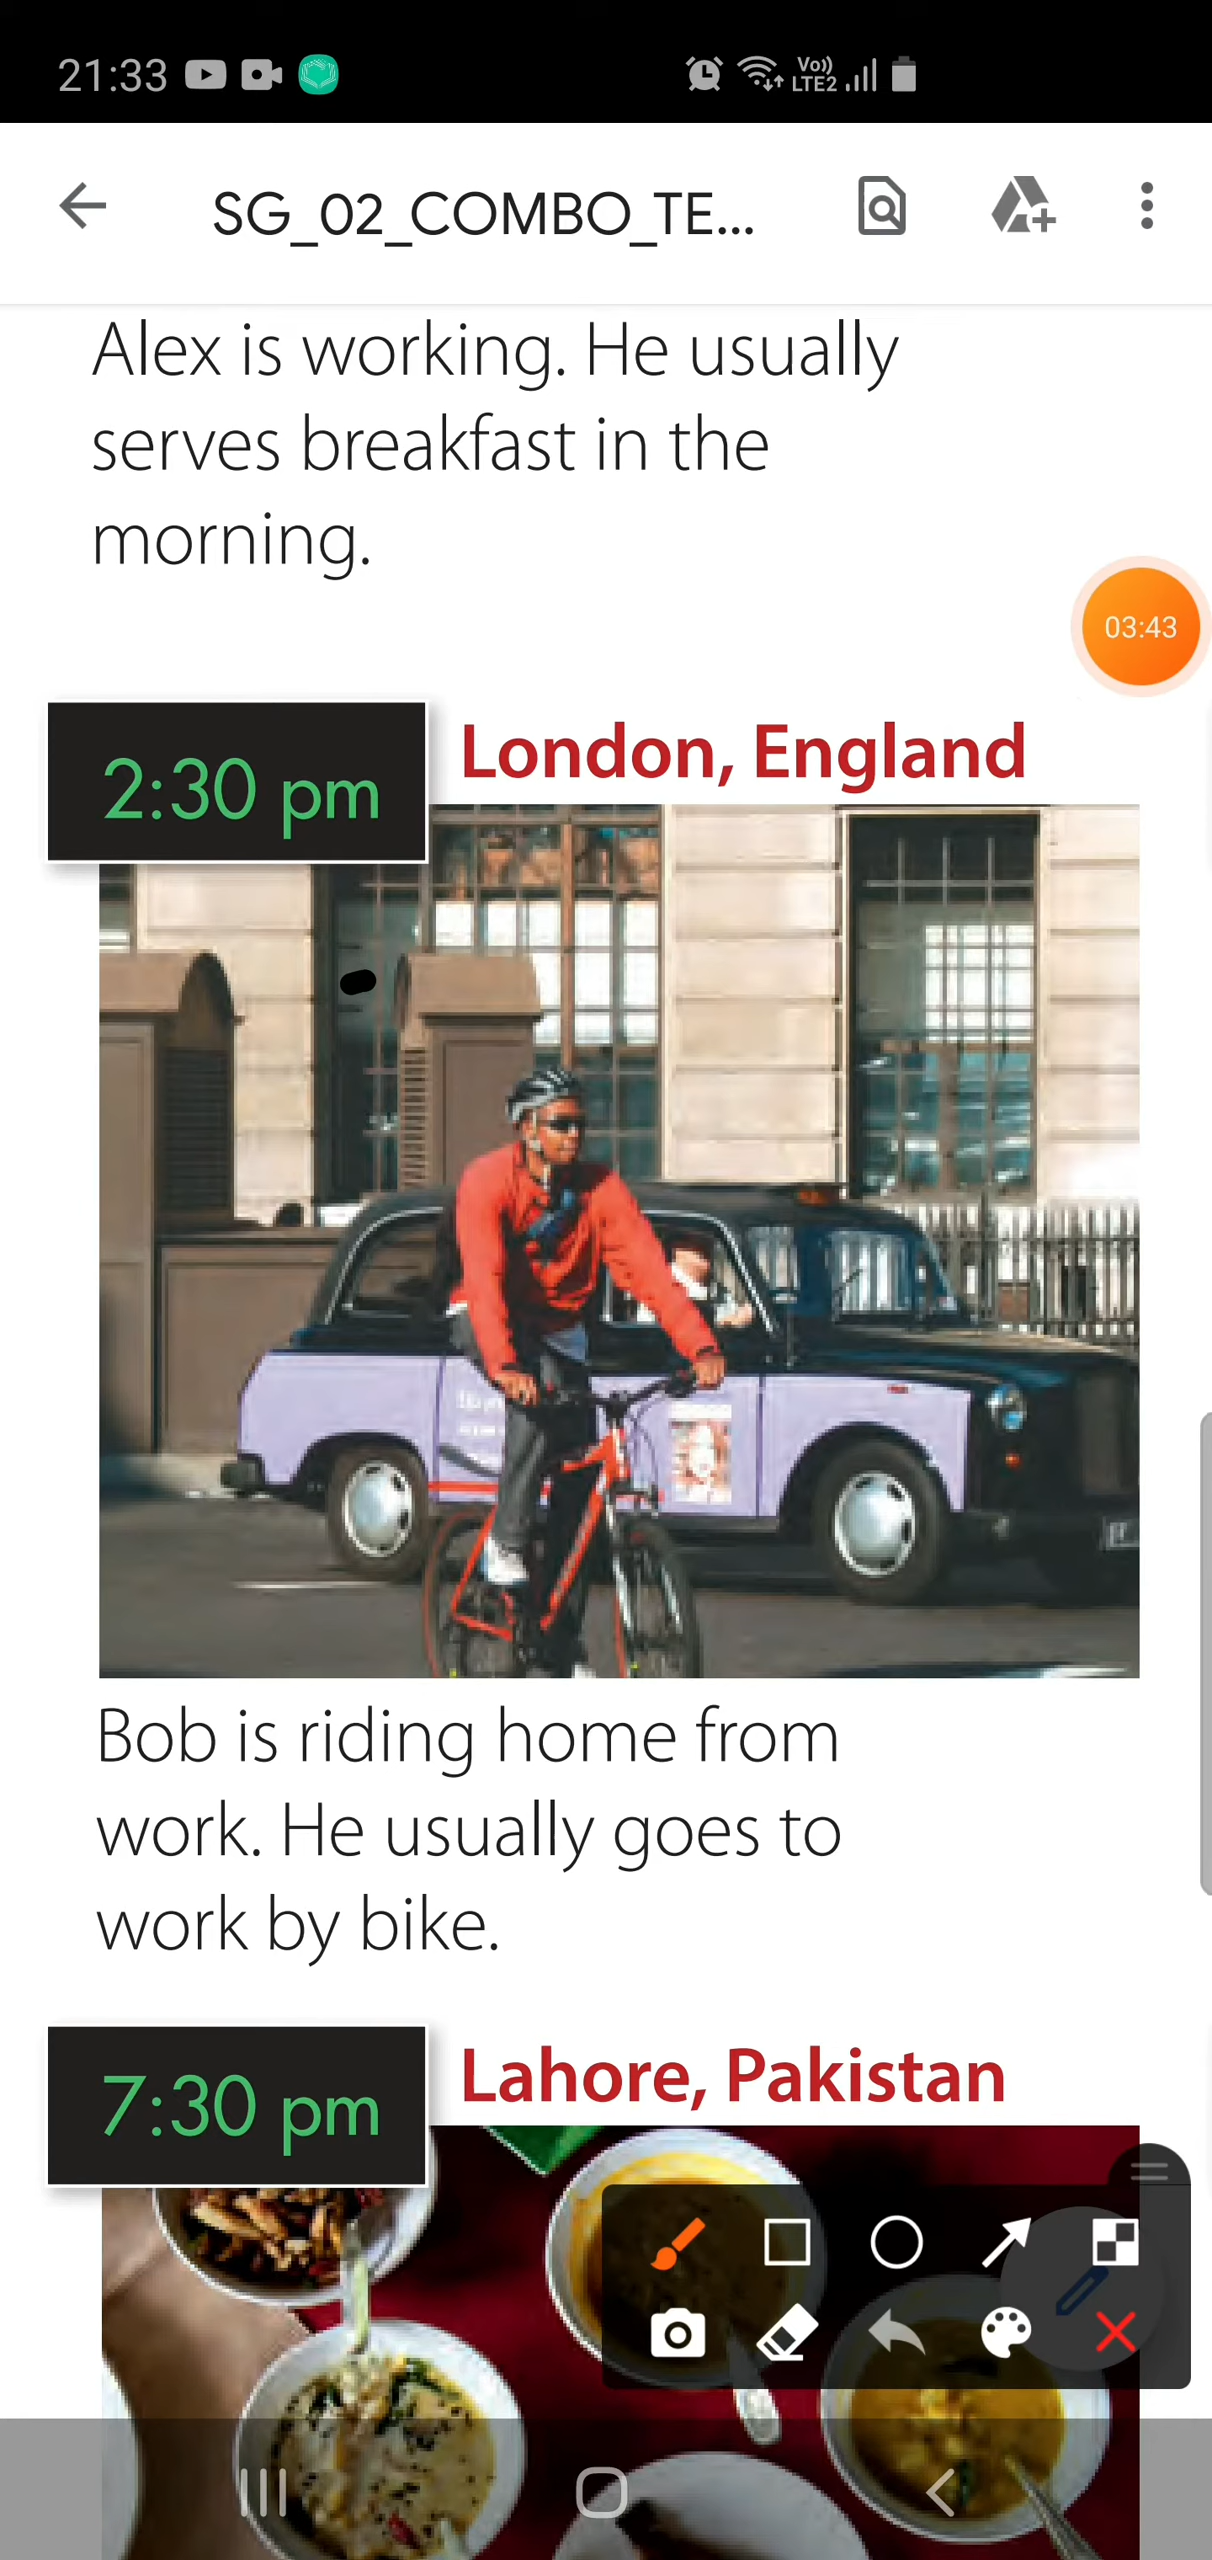 21:33 Vo)) LTE2
SG_02_COMBO_TE...
Alex is working. He usually
serves breakfast in the
morning.
03:43
2:30 pm London, England
Bob is riding home from
work. He usually goes to
work by bike.
7:30 pm Lahore, Pakistan